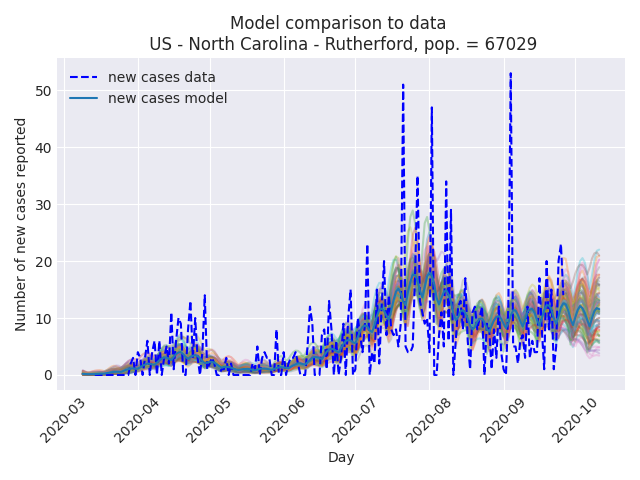 Model comparison to data
US - North Carolina - Rutherford, pop. = 67029
new cases data
new cases model
Number of new cases reported
50
40
30
20
10
0
2020-03
2020-04
2020-05
2020-06
2020-07
2020-08
2020-09
2020-10
Day